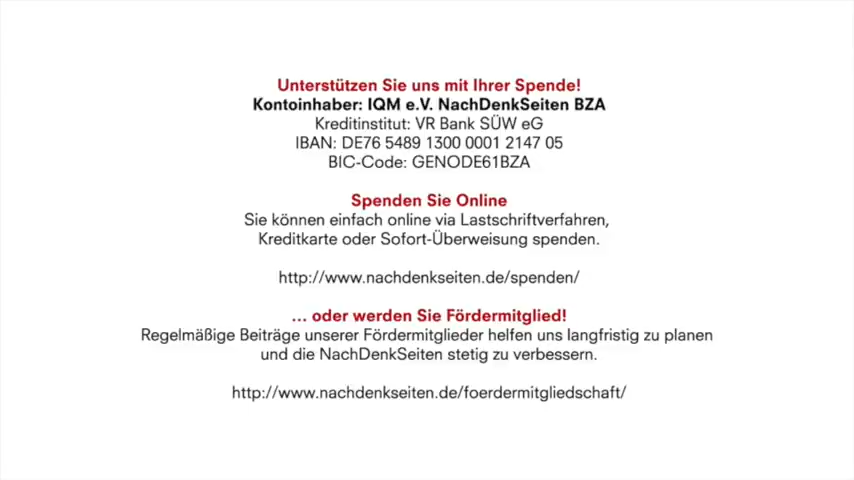 Unterstützen Sie uns mit Ihrer Spende!
Kontoinhaber: IQM e.V. NachDenkSeiten BZA
Kreditinstitut: VR Bank SÜW eG
IBAN: DE76 5489 1300 0001 2147 05
BIC-Code: GENODE61BZA
Spenden Sie Online
Sie können einfach online via Lastschriftverfahren,
Kreditkarte oder Sofort-Überweisung spenden.
http://www.nachdenkseiten.de/spenden/
... oder werden Sie Fördermitglied!
Regelmäßige Beiträge unserer Fördermitglieder helfen uns langfristig zu planen
und die NachDenkSeiten stetig zu verbessern.
http://www.nachdenkseiten.de/foerdermitgliedschaft/